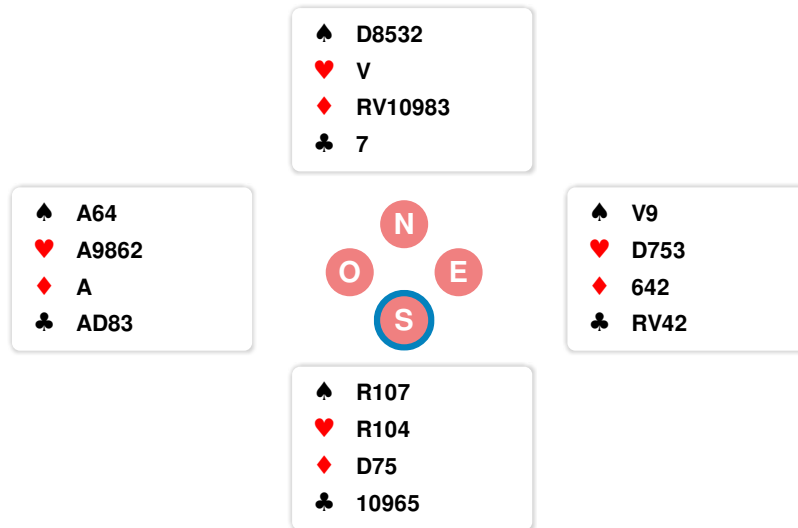 ♠ D8532
♥ V
♦ RV10983
♣ 7
♠ A64
♥ A9862
♦ A
♣ AD83
N
O E
S
♠ V9
♥ D753
♦ 642
♣ RV42
♠ R107
♥ R104
♦ D75
♣ 10965